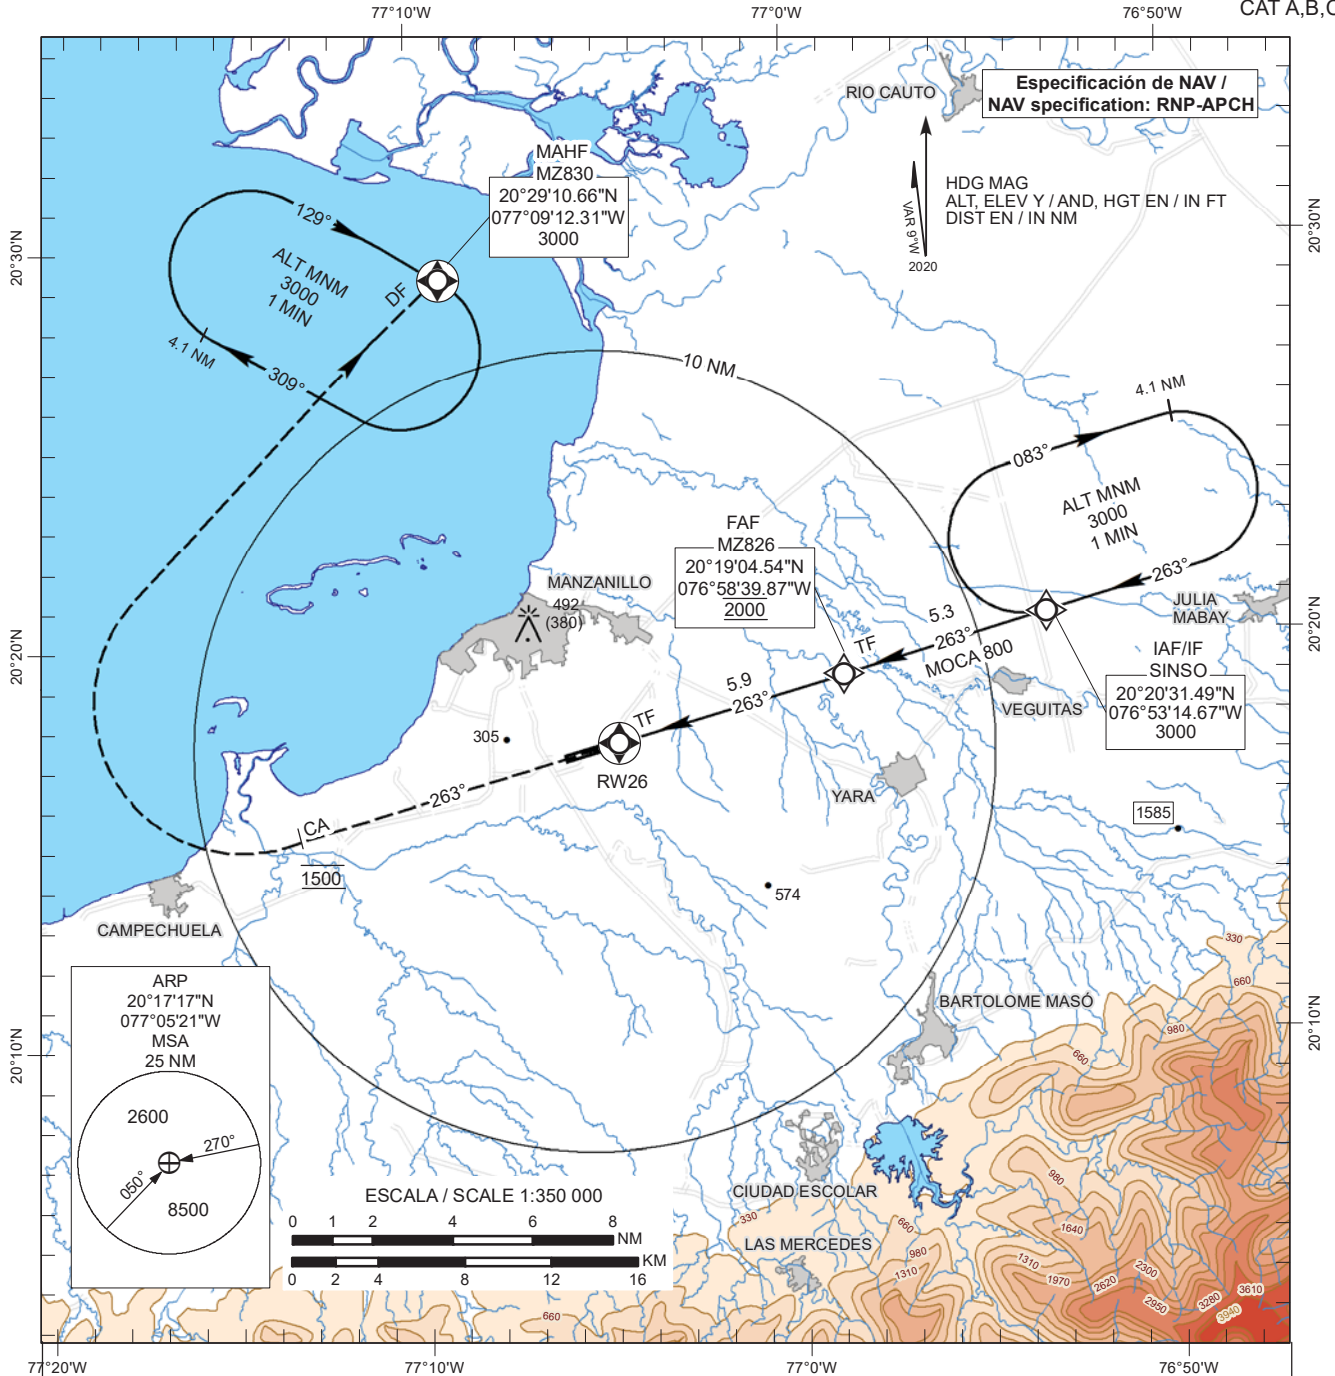 77°10'W
77°0'W
76°50'W
CAT A,B,C
Especificación de NAV /
NAV specification: RNP-APCH
RIO CAUTO
HDG MAG
ALT, ELEV Y / AND, HGT EN / IN FT
DIST EN / IN NM
VAR 9°W
2020
MAHF
MZ830
20°29'10.66"N
077°09'12.31"W
3000
20°30'N
20°30'N
129°
ALT MNM
3000
1 MIN
DF
4.1 NM
309°
10 NM
4.1 NM
083°
ALT MNM
3000
1 MIN
263°
FAF
MZ826
20°19'04.54"N
076°58'39.87"W
2000
MANZANILLO
492
(380)
JULIA
MABAY
20°20'N
20°20'N
5.3
263°
TF
MOCA 800
IAF/IF
SINSO
20°20'31.49"N
076°53'14.67"W
3000
VEGUITAS
5.9
263°
TF
305
RW26
YARA
263°
CA
1500
1585
574
CAMPECHUELA
330
660
980
660
BARTOLOME MASÓ
20°10'N
20°10'N
ARP
20°17'17"N
077°05'21"W
MSA
25 NM
2600
270°
050°
8500
ESCALA / SCALE 1:350 000
0 1 2 4 6 8
NM
KM
0 2 4 8 12 16
CIUDAD ESCOLAR
LAS MERCEDES
330
660
980
1310
980
1640
1310
1970
2620
2300
2950
3280
3610
3940
660
77°20'W
77°10'W
77°0'W
76°50'W